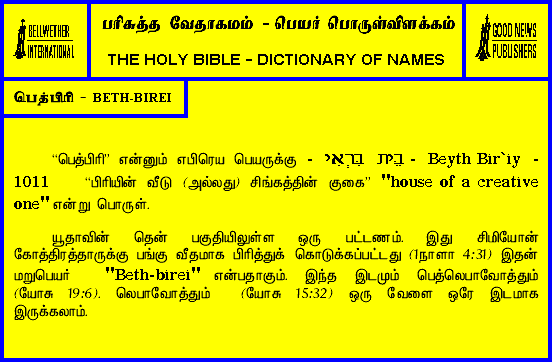 BELLWETHER
INTERNATIONAL
பரிசுத்த வேதாகமம் - பெயர் பொருள்விளக்கம்
THE HOLY BIBLE - DICTIONARY OF NAMES
GOOD NEWS
PUBLISHERS
பெத்பிரி - BETH-BIREI
“பெத்பிரி” என்னும் எபிரெய பெயருக்கு - בֵּית בִּרְאִי - Beyth Bir`iy -
1011 “பிரியின் வீடு (அல்லது) சிங்கத்தின் குகை” "house of a creative
one" என்று பொருள்.
யூதாவின் தென் பகுதியிலுள்ள ஒரு பட்டணம். இது சிமியோன்
கோத்திரத்தாருக்கு பங்கு வீதமாக பிரித்துக் கொடுக்கப்பட்டது (1நாளா 4:31) இதன்
மறுபெயர் "Beth-birei" என்பதாகும். இந்த இடமும் பெத்லெபாவோத்தும்
(யோசு 19:6). லெபாவோத்தும் (யோசு 15:32) ஒரு வேளை ஒரே இடமாக
இருக்கலாம்.